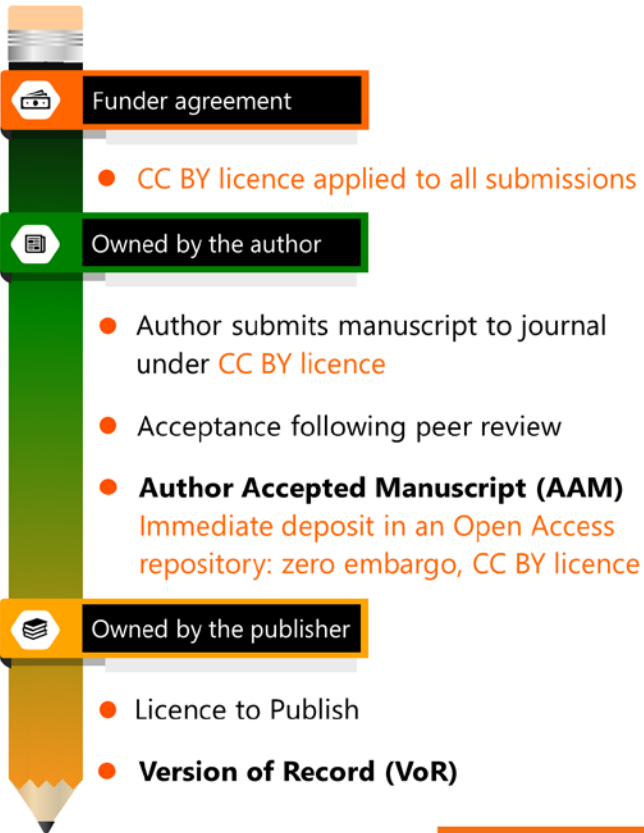 Funder agreement
CC BY licence applied to all submissions
Owned by the author
Author submits manuscript to journal
under CC BY licence
Acceptance following peer review
Author Accepted Manuscript (AAM)
Immediate deposit in an Open Access
repository: zero embargo, CC BY licence
Owned by the publisher
Licence to Publish
Version of Record (VoR)